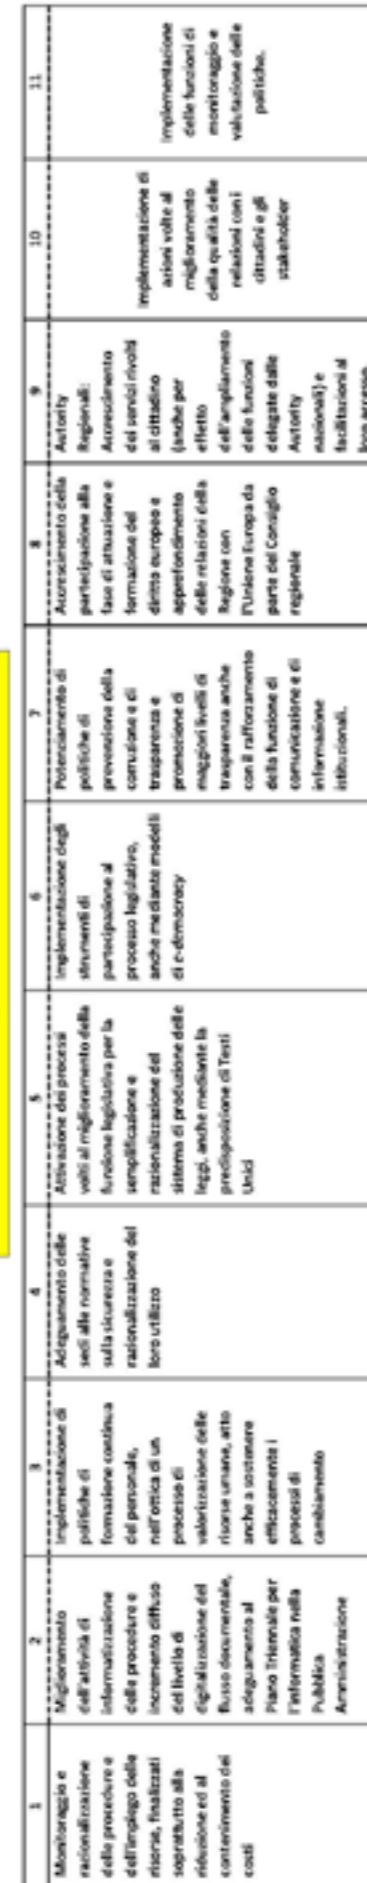 1
Monitoraggio e
razionalizzazione
delle procedure e
dell'impiego delle
risorse, finalizzati
soprattutto alla
riduzione ed al
contenimento dei
costi
2
Miglioramento
dell'attività di
informatizzazione
delle procedure e
incremento diffuso
del livello di
digitalizzazione del
flusso documentale,
adeguamento al
Piano Triennale per
l'informatica nella
Pubblica
Amministrazione
3
Implementazione di
politiche di
formazione continua
del personale,
nell'ottica di un
processo di
valorizzazione delle
risorse umane, atto
anche a sostenere
efficacemente i
processi di
cambiamento
4
Adeguamento delle
sedi alle normative
sulla sicurezza e
razionalizzazione del
loro utilizzo
5
Attivazione dei processi
volti al miglioramento della
funzione legislativa per la
semplificazione e
razionalizzazione del
sistema di produzione delle
leggi, anche mediante la
predisposizione di Testi
Unici
6
Implementazione degli
strumenti di
partecipazione al
processo legislativo,
anche mediante modelli
di e-democracy
7
Potenziamento di
politiche di
prevenzione della
corruzione e di
trasparenza e
promozione di
maggiori livelli di
trasparenza anche
con il rafforzamento
della funzione di
comunicazione e di
informazione
istituzionali.
8
Accrescimento della
partecipazione alla
fase di attuazione e
formazione del
diritto europeo e
approfondimento
delle relazioni della
Regione con
l'Unione Europa da
parte del Consiglio
regionale
9
Autority
Regionali:
Accrescimento
dei servizi rivolti
al cittadino
(anche per
effetto
dell'ampliamento
delle funzioni
delegate dalle
Autority
nazionali) e
facilitazioni al
loro accesso
10
Implementazione di
azioni volte al
miglioramento
della qualità delle
relazioni con i
cittadini e gli
stakeholder
11
Implementazione
delle funzioni di
monitoraggio e
valutazione delle
politiche.